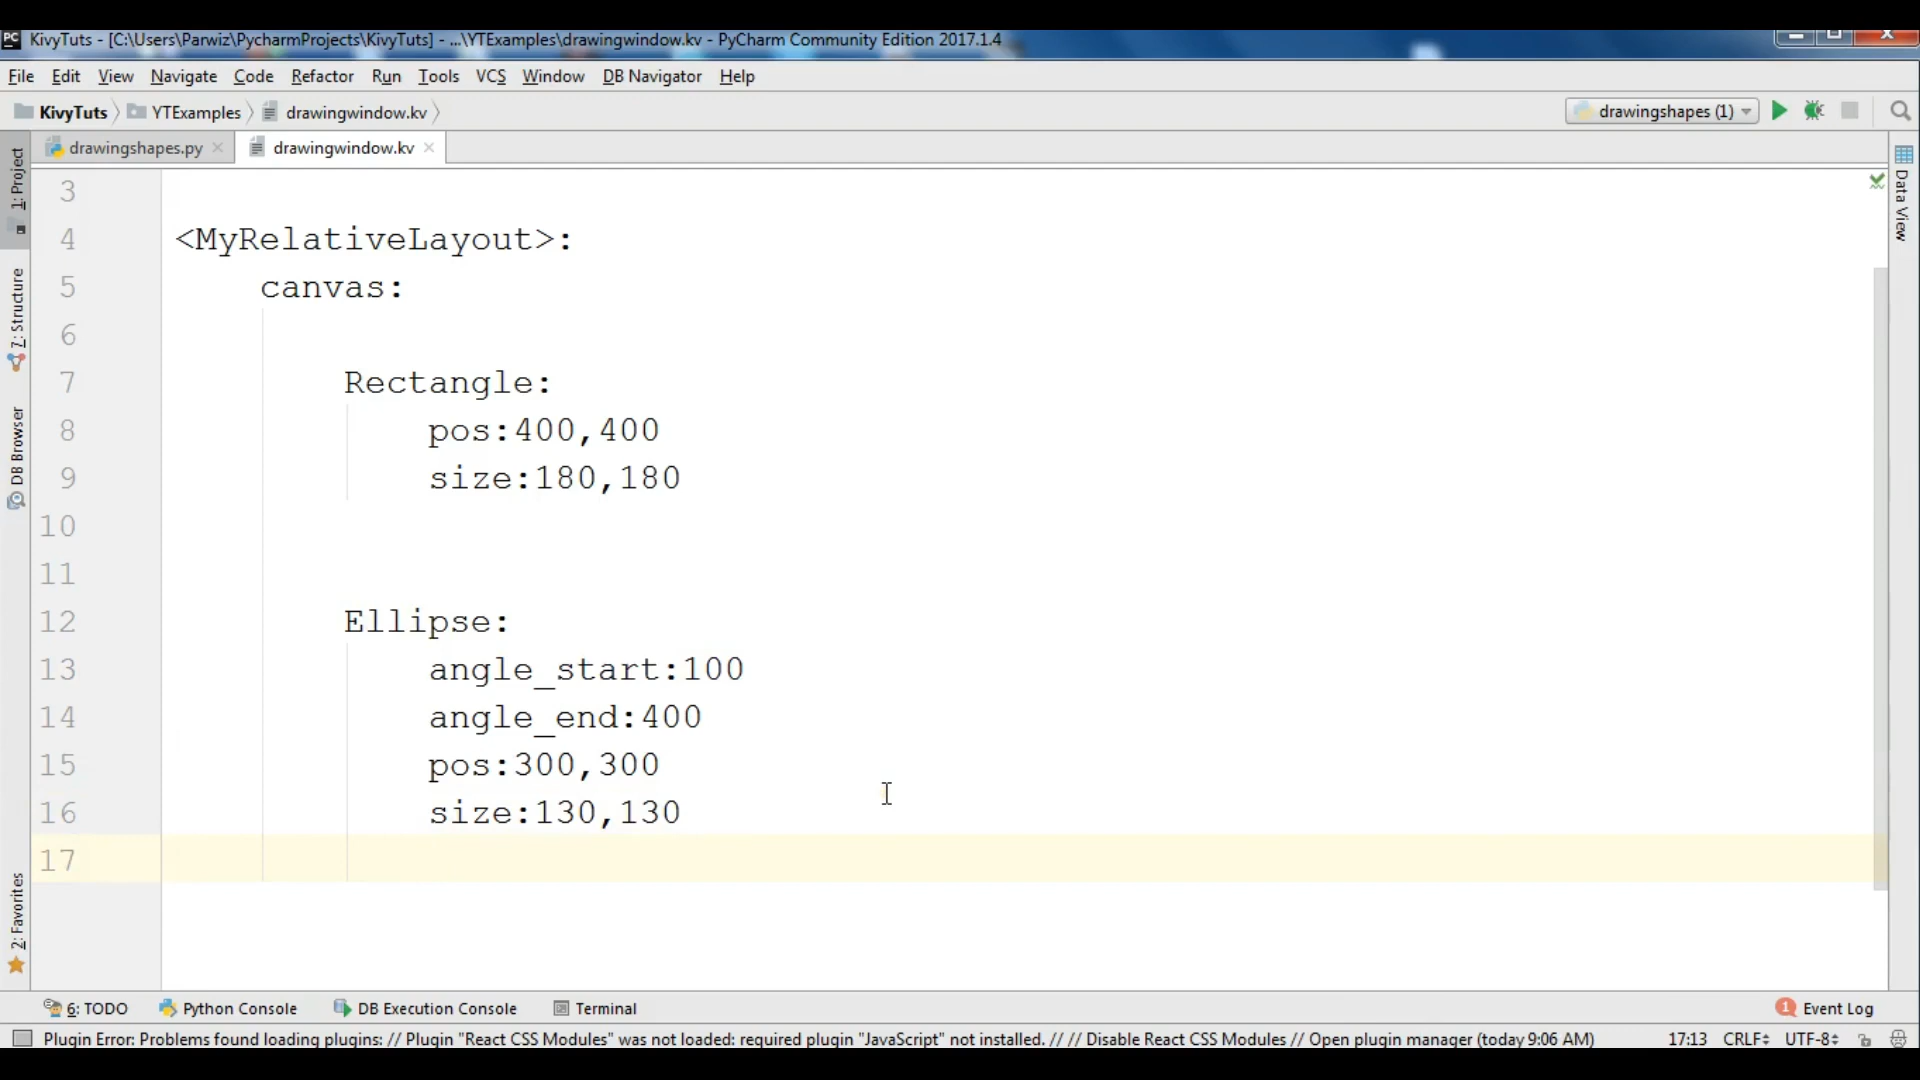 KivyTuts - [C:\Users\Parwiz\PycharmProjects\KivyTuts] - ...\YTExamples\drawingwindow.kv - PyCharm Community Edition 2017.1.4
File Edit View Navigate Code Refactor Run Tools VCS Window DB Navigator Help
KivyTuts YTExamples drawingwindow.kv drawingshapes (1)
drawingshapes.py drawingwindow.kv
1: Project
7: Structure
DB Browser
2: Favorites
Data View
3
4 <MyRelativeLayout>:
5 canvas:
6
7 Rectangle:
8 pos:400,400
9 size:180,180
10
11
12 Ellipse:
13 angle_start:100
14 angle_end:400
15 pos:300,300
16 size:130,130
17
6: TODO Python Console DB Execution Console Terminal 1 Event Log
Plugin Error: Problems found loading plugins: // Plugin "React CSS Modules" was not loaded: required plugin "JavaScript" not installed. // // Disable React CSS Modules // Open plugin manager (today 9:06 AM) 17:13 CRLF UTF-8